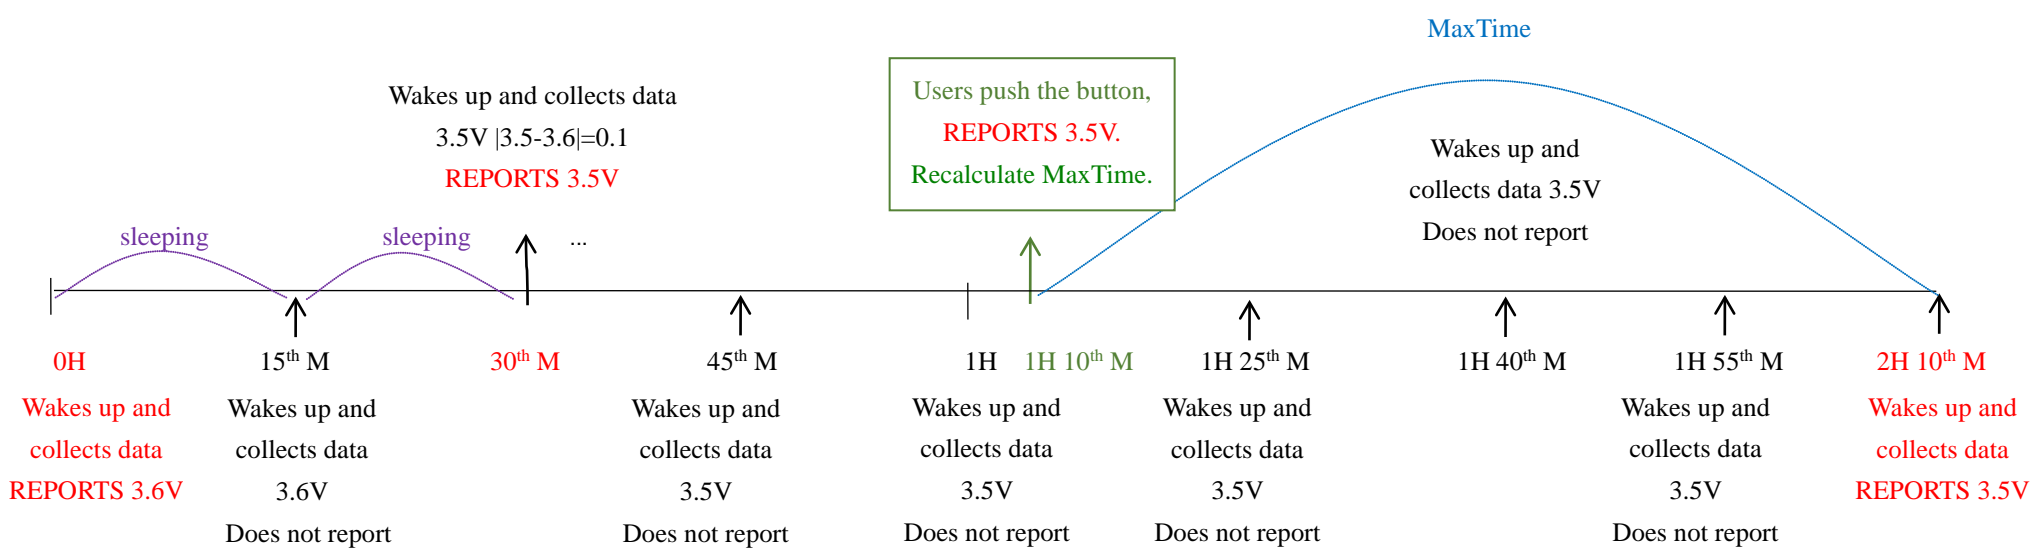 MaxTime
Wakes up and collects data
3.5V |3.5-3.6|=0.1
REPORTS 3.5V
Users push the button,
REPORTS 3.5V.
Recalculate MaxTime.
Wakes up and
collects data 3.5V
Does not report
sleeping
sleeping
...
0H
Wakes up and
collects data
REPORTS 3.6V
15th M
Wakes up and
collects data
3.6V
Does not report
30th M
45th M
Wakes up and
collects data
3.5V
Does not report
1H
Wakes up and
collects data
3.5V
Does not report
1H 10th M
1H 25th M
Wakes up and
collects data
3.5V
Does not report
1H 40th M
1H 55th M
Wakes up and
collects data
3.5V
Does not report
2H 10th M
Wakes up and
collects data
REPORTS 3.5V